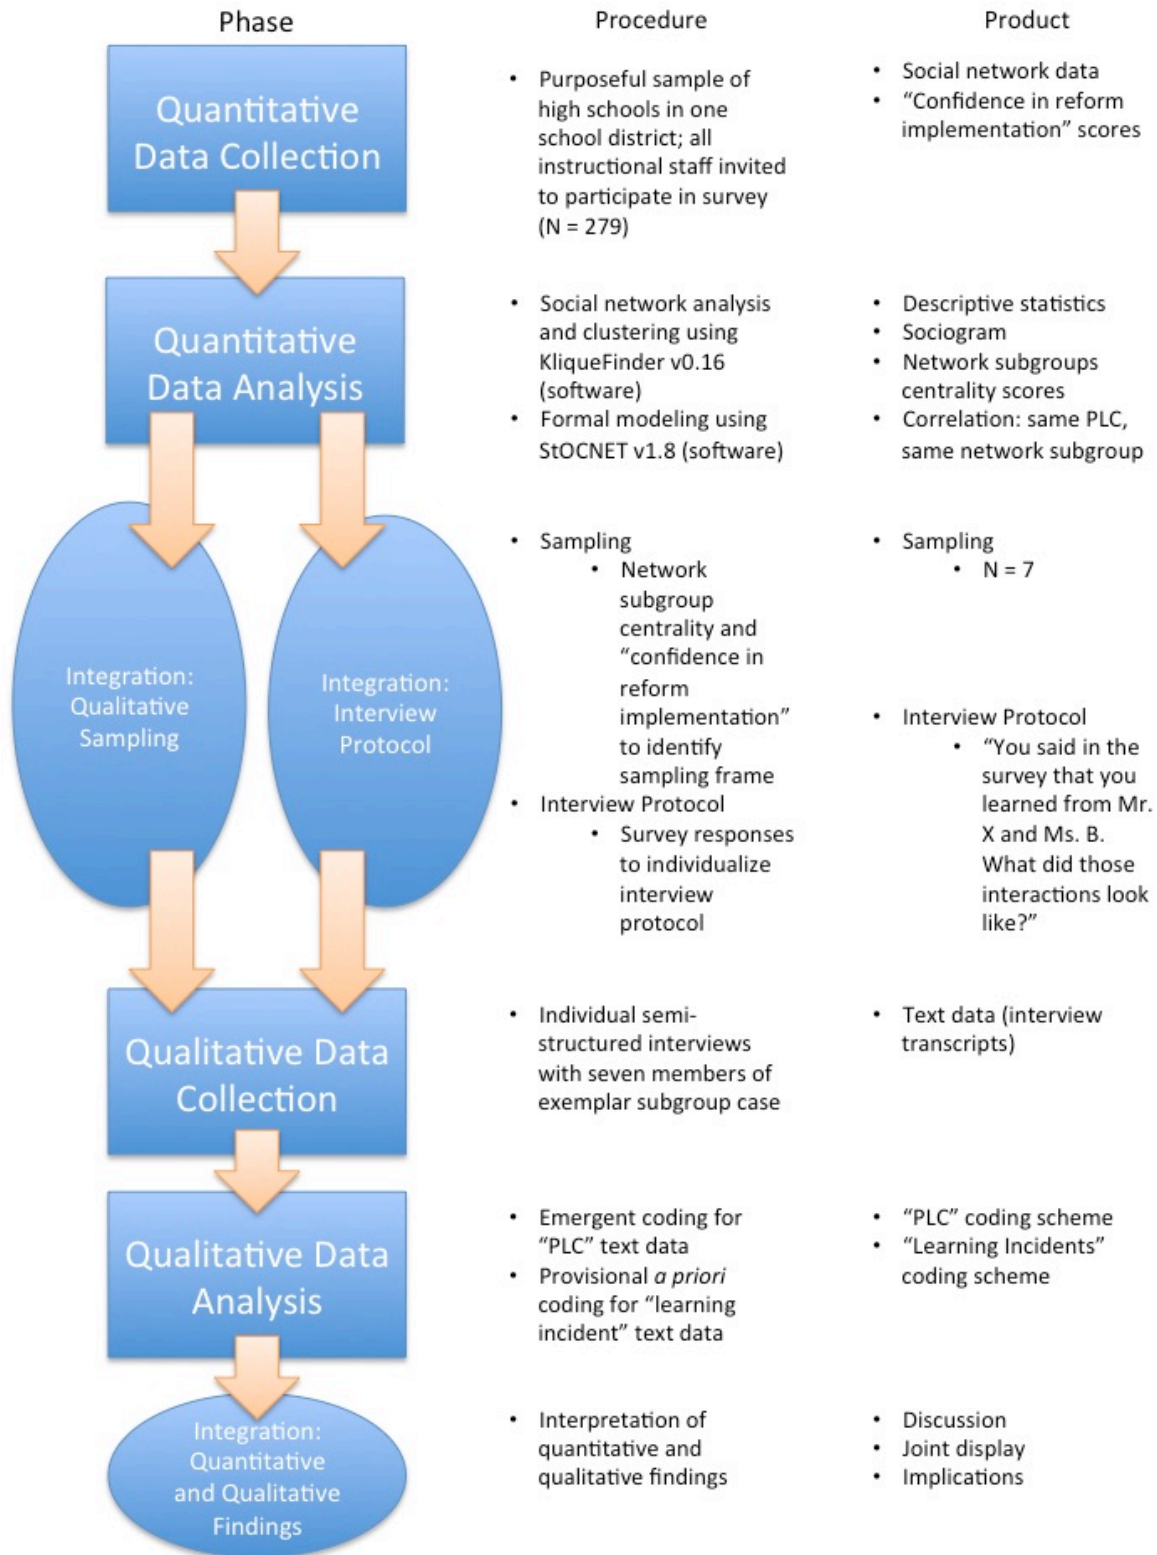 Phase
Procedure
Product
Quantitative
Data Collection
• Purposeful sample of
high schools in one
school district; all
instructional staff invited
to participate in survey
(N = 279)
• Social network data
• “Confidence in reform
implementation” scores
Quantitative
Data Analysis
• Social network analysis
and clustering using
KliqueFinder v0.16
(software)
• Formal modeling using
StOCNET v1.8 (software)
• Descriptive statistics
• Sociogram
• Network subgroups
centrality scores
• Correlation: same PLC,
same network subgroup
Integration:
Qualitative
Sampling
Integration:
Interview
Protocol
• Sampling
• Network
subgroup
centrality and
“confidence in
reform
implementation”
to identify
sampling frame
• Interview Protocol
• Survey responses
to individualize
interview
protocol
• Sampling
• N = 7
• Interview Protocol
• “You said in the
survey that you
learned from Mr.
X and Ms. B.
What did those
interactions look
like?”
Qualitative Data
Collection
• Individual semi-
structured interviews
with seven members of
exemplar subgroup case
• Text data (interview
transcripts)
Qualitative Data
Analysis
• Emergent coding for
“PLC” text data
• Provisional a priori
coding for “learning
incident” text data
• “PLC” coding scheme
• “Learning Incidents”
coding scheme
Integration:
Quantitative
and Qualitative
Findings
• Interpretation of
quantitative and
qualitative findings
• Discussion
• Joint display
• Implications